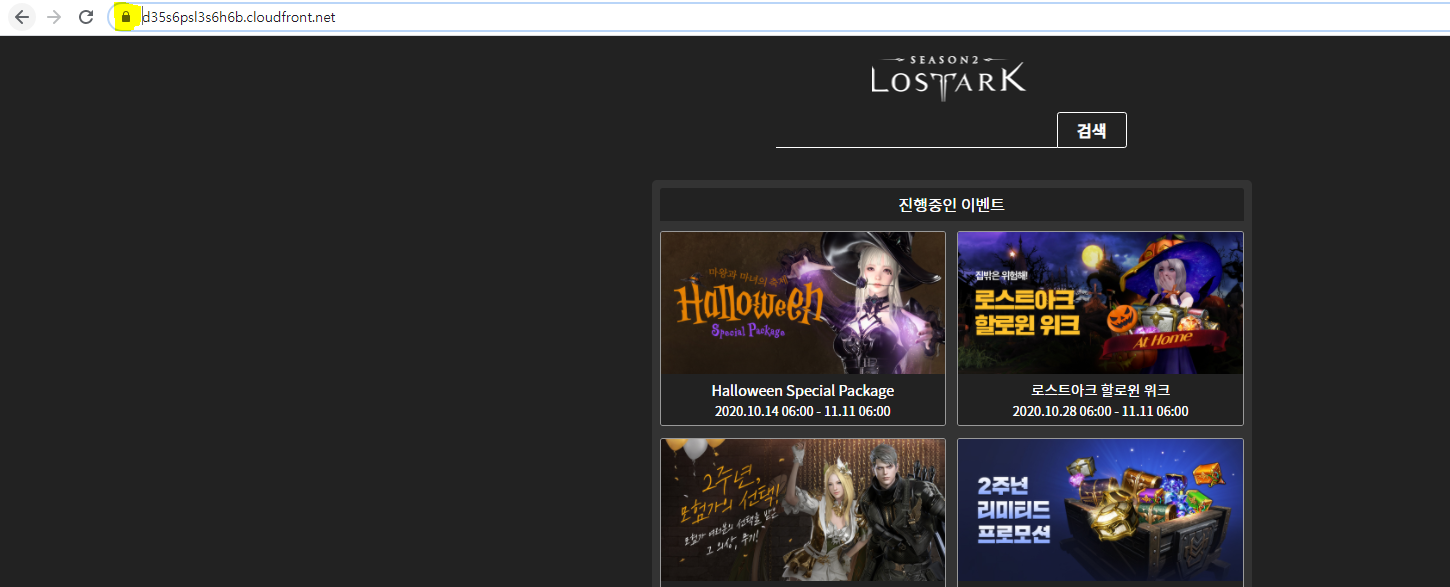 d35s6psl3s6h6b.cloudfront.net
SEASON2
LOSTARK
검색
진행중인 이벤트
마왕과 마녀의 축제
Halloween
Special Package
집밖은 위험해!
로스트아크
할로윈 위크
At Home
Halloween Special Package
2020.10.14 06:00 - 11.11 06:00
로스트아크 할로윈 위크
2020.10.28 06:00 - 11.11 06:00
2주년,
모험가의 선택!
모험가 여러분의 선택을 받은
그 의상, 무기!
2주년
리미티드
프로모션